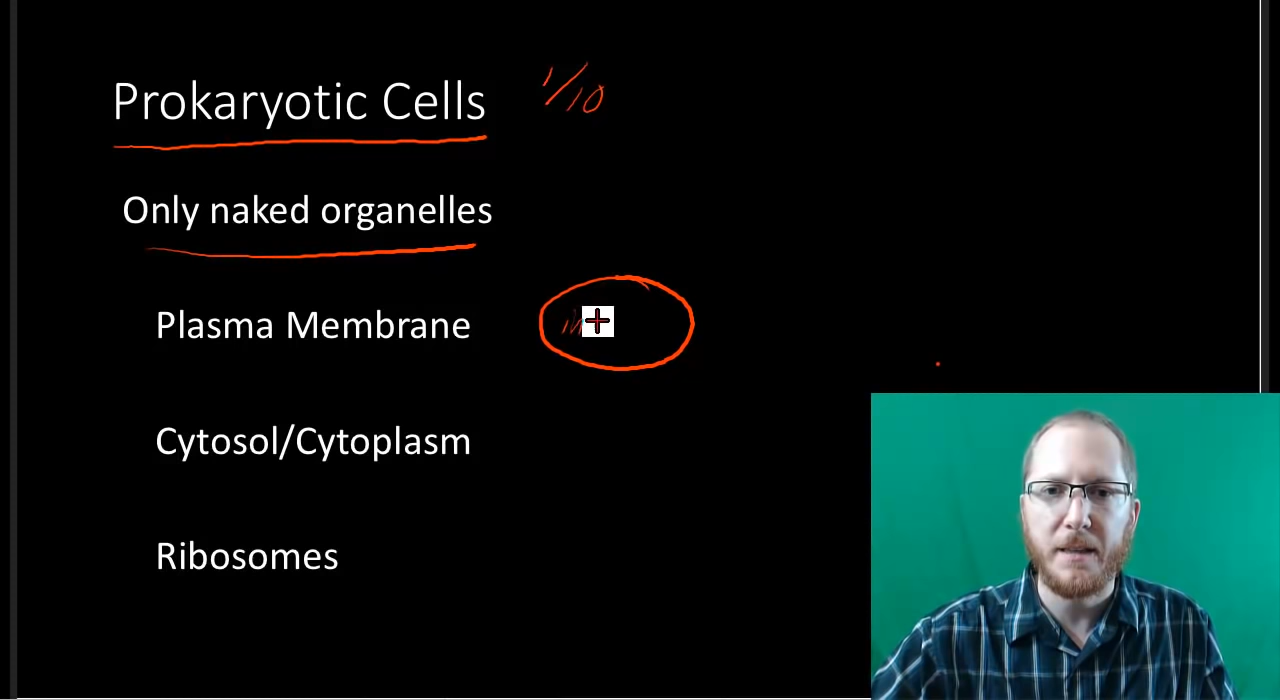 Prokaryotic Cells 1/10
Only naked organelles
Plasma Membrane
Cytosol/Cytoplasm
Ribosomes